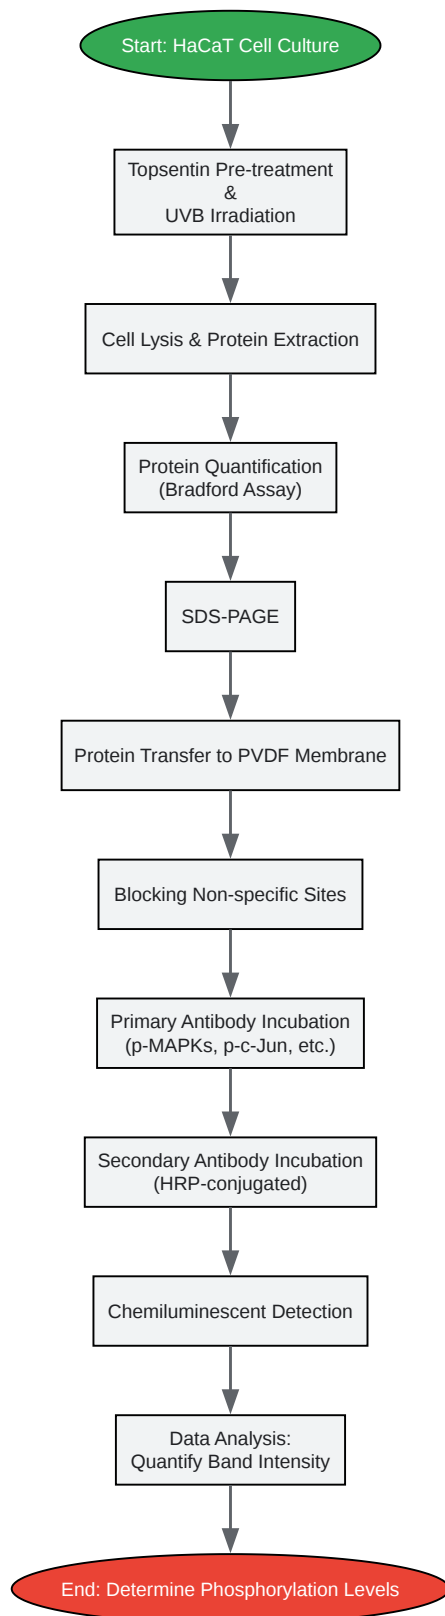 Start: HaCaT Cell Culture
Topsentin Pre-treatment
&
UVB Irradiation
Cell Lysis & Protein Extraction
Protein Quantification
(Bradford Assay)
SDS-PAGE
Protein Transfer to PVDF Membrane
Blocking Non-specific Sites
Primary Antibody Incubation
(p-MAPKs, p-c-Jun, etc.)
Secondary Antibody Incubation
(HRP-conjugated)
Chemiluminescent Detection
Data Analysis:
Quantify Band Intensity
End: Determine Phosphorylation Levels